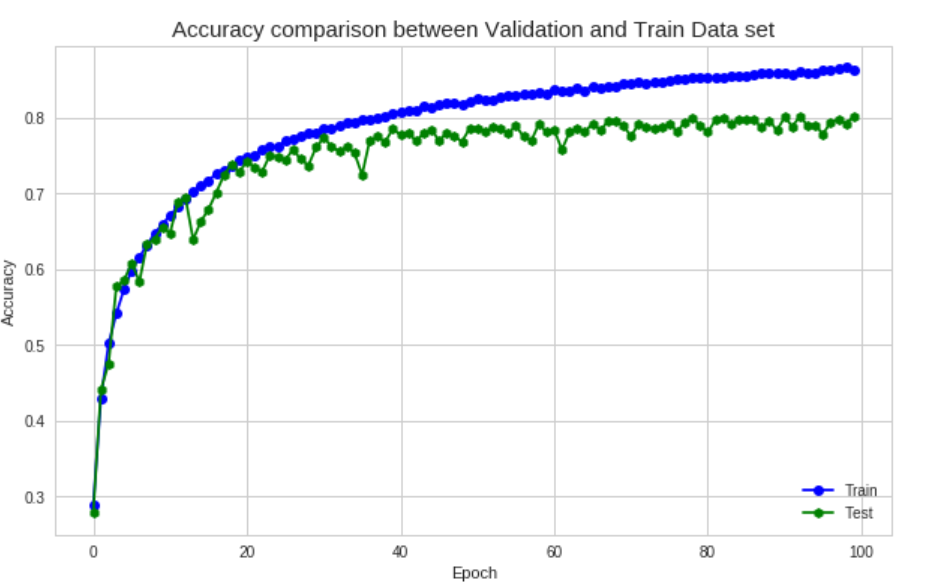 Accuracy comparison between Validation and Train Data set
0.8
0.7
0.6
0.5
0.4
0.3
Accuracy
0 20 40 60 80 100
Epoch
Train
Test